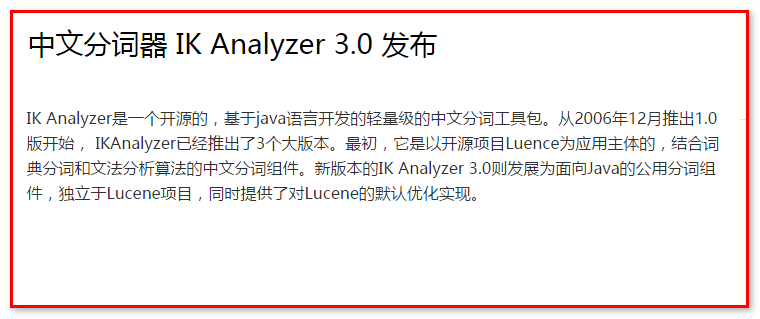 中文分词器 IK Analyzer 3.0 发布
IK Analyzer是一个开源的，基于java语言开发的轻量级的中文分词工具包。从2006年12月推出1.0
版开始， IKAnalyzer已经推出了3个大版本。最初，它是以开源项目Luence为应用主体的，结合词
典分词和文法分析算法的中文分词组件。新版本的IK Analyzer 3.0则发展为面向Java的公用分词组
件，独立于Lucene项目，同时提供了对Lucene的默认优化实现。